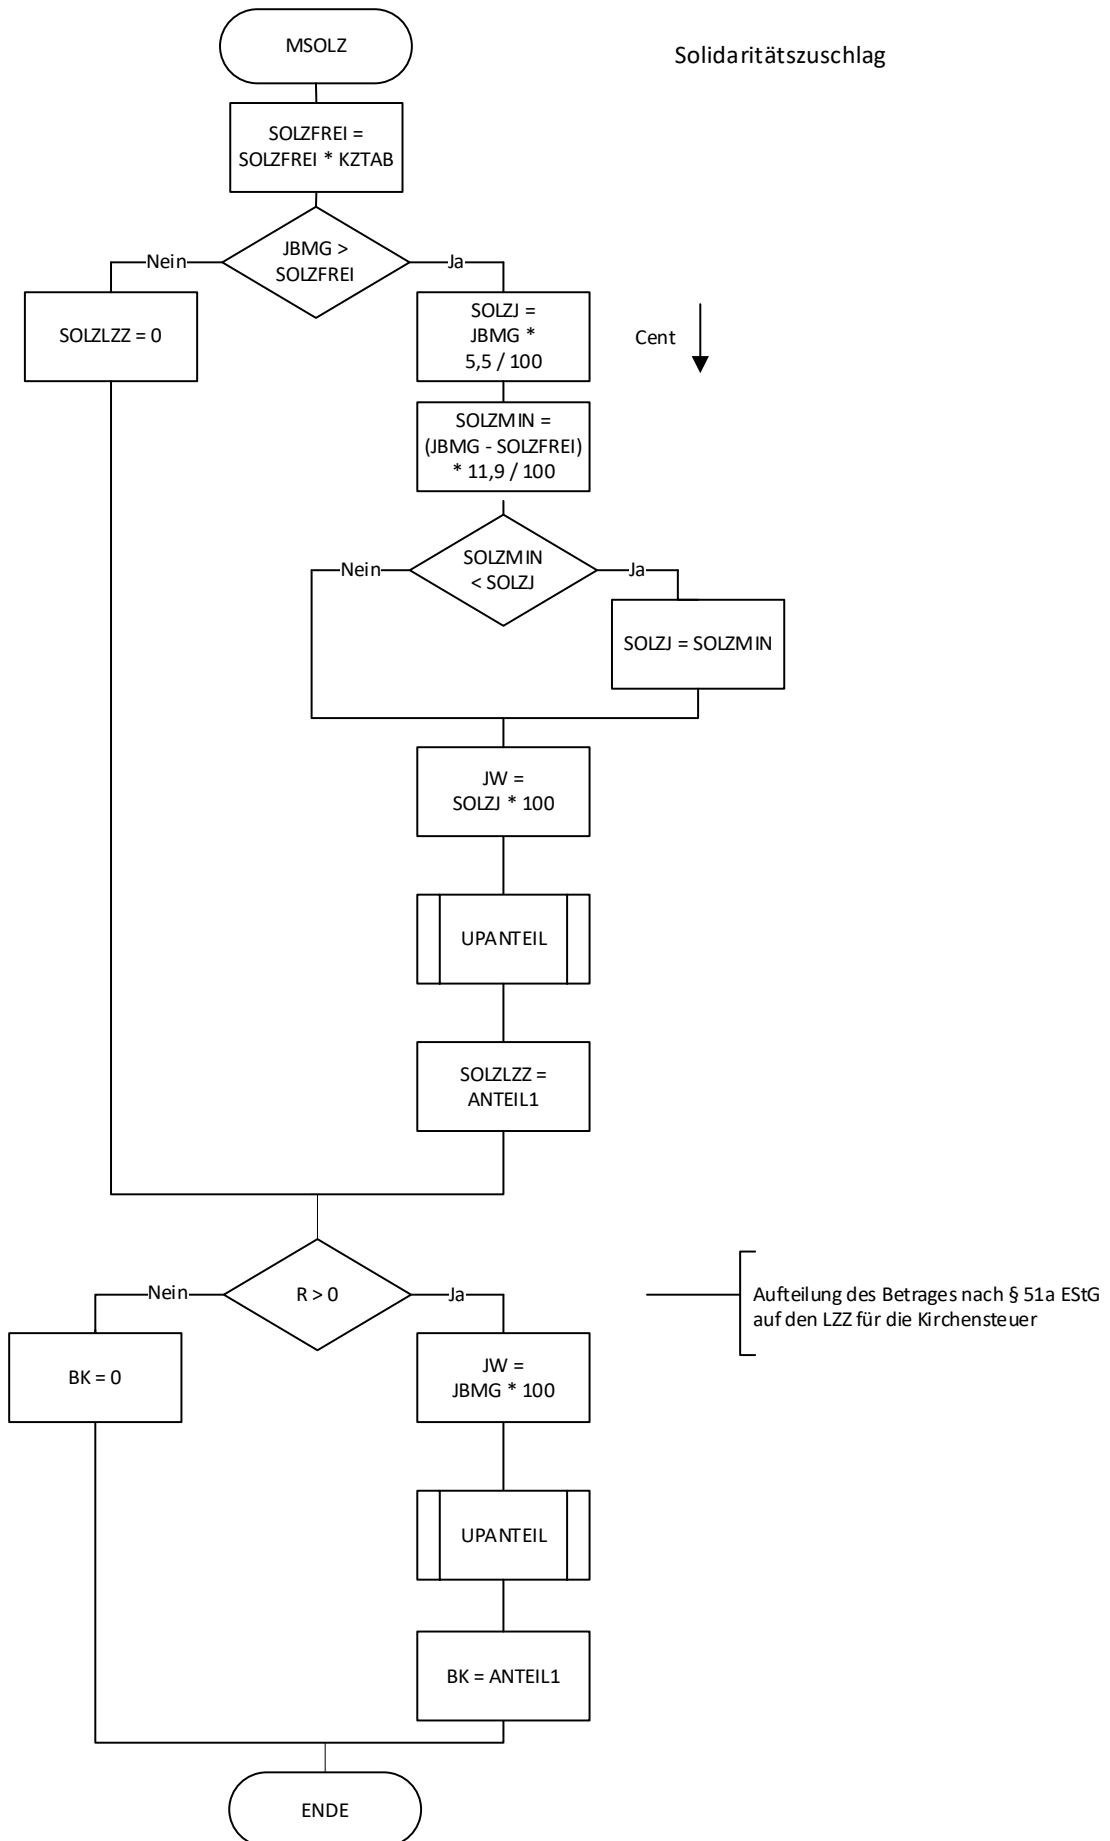 MSOLZ
Solidaritätszuschlag
SOLZFREI =
SOLZFREI * KZTAB
Nein
JBMG >
SOLZFREI
Ja
SOLZLZZ = 0
SOLZJ =
JBMG *
5,5 / 100
Cent
SOLZMIN =
(JBMG - SOLZFREI)
* 11,9 / 100
Nein
SOLZMIN
< SOLZJ
Ja
SOLZJ = SOLZMIN
JW =
SOLZJ * 100
UPANTEIL
SOLZLZZ =
ANTEIL1
Nein
R > 0
Ja
Aufteilung des Betrages nach § 51a EStG
auf den LZZ für die Kirchensteuer
BK = 0
JW =
JBMG * 100
UPANTEIL
BK = ANTEIL1
ENDE